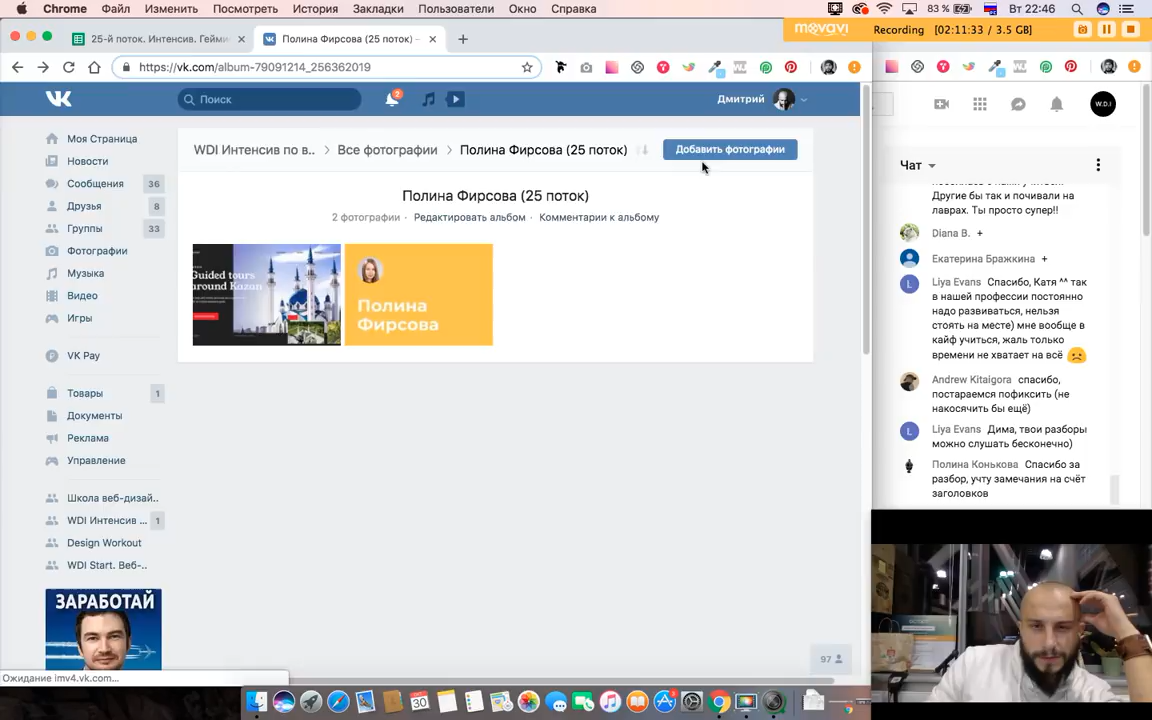 Chrome Файл Изменить Посмотреть История Закладки Пользователи Окно Справка
83 % Вт 22:46
25-й поток. Интенсив. Гейми
Полина Фирсова (25 поток) –
movavi Recording [02:11:33 / 3.5 GB]
https://vk.com/album-79091214_256362019
Поиск
2
Дмитрий
W.D.I
Моя Страница
Новости
Сообщения 36
Друзья 8
Группы 33
Фотографии
Музыка
Видео
Игры
VK Pay
Товары 1
Документы
Реклама
Управление
Школа веб-дизай..
WDI Интенсив ... 1
Design Workout
WDI Start. Веб-..
ЗАРАБОТАЙ
WDI Интенсив по в.. Все фотографии Полина Фирсова (25 поток) Добавить фотографии
Полина Фирсова (25 поток)
2 фотографии · Редактировать альбом · Комментарии к альбому
Guided tours
around Kazan
Полина
Фирсова
97
Ожидание imv4.vk.com...
Чат
Другие бы так и почивали на
лаврах. Ты просто супер!!
Diana B. +
Екатерина Бражкина +
Liya Evans Спасибо, Катя ^^ так
в нашей профессии постоянно
надо развиваться, нельзя
стоять на месте) мне вообще в
кайф учиться, жаль только
времени не хватает на всё
Andrew Kitaigora спасибо,
постараемся пофиксить (не
накосячить бы ещё)
Liya Evans Дима, твои разборы
можно слушать бесконечно)
Полина Конькова Спасибо за
разбор, учту замечания на счёт
заголовков
30